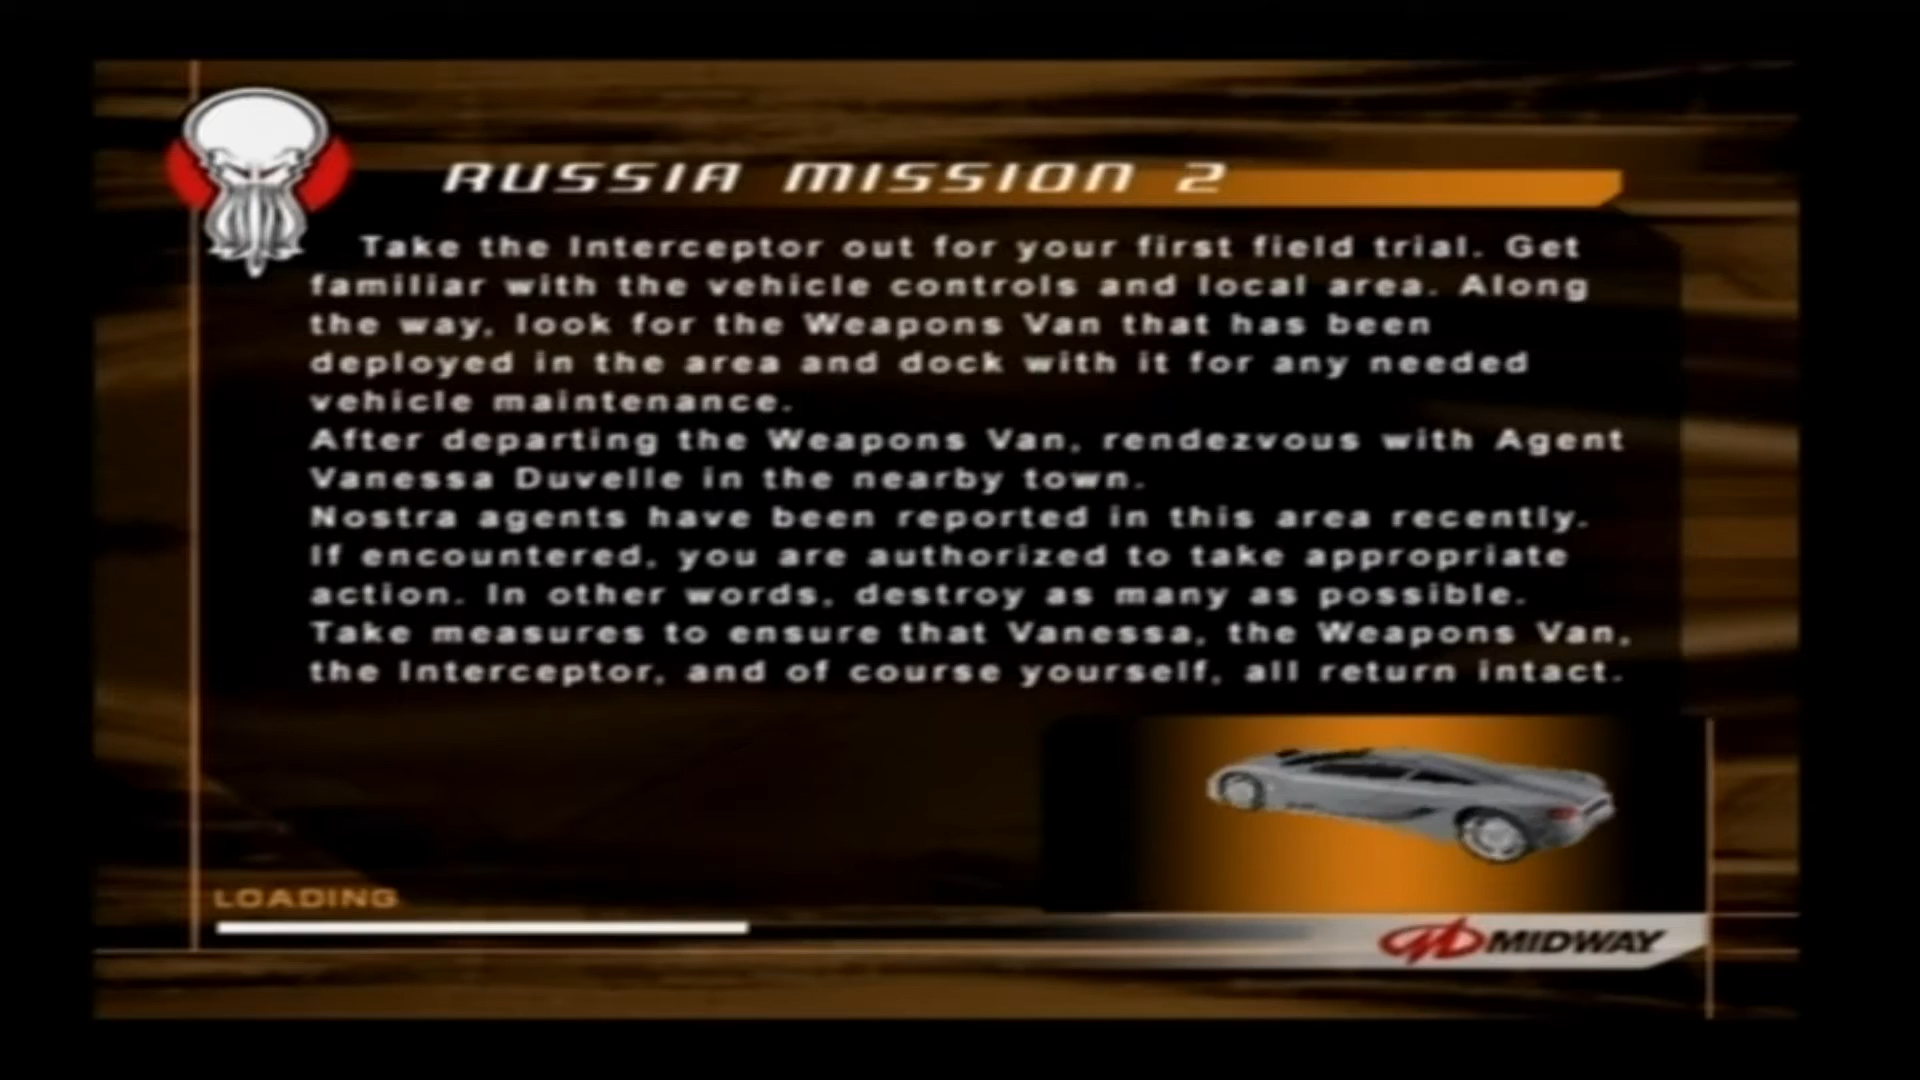 RUSSIA MISSION 2
Take the Interceptor out for your first field trial. Get
familiar with the vehicle controls and local area. Along
the way, look for the Weapons Van that has been
deployed in the area and dock with it for any needed
vehicle maintenance.
After departing the Weapons Van, rendezvous with Agent
Vanessa Duvelle in the nearby town.
Nostra agents have been reported in this area recently.
If encountered, you are authorized to take appropriate
action. In other words, destroy as many as possible.
Take measures to ensure that Vanessa, the Weapons Van,
the Interceptor, and of course yourself, all return intact.
LOADING
MIDWAY